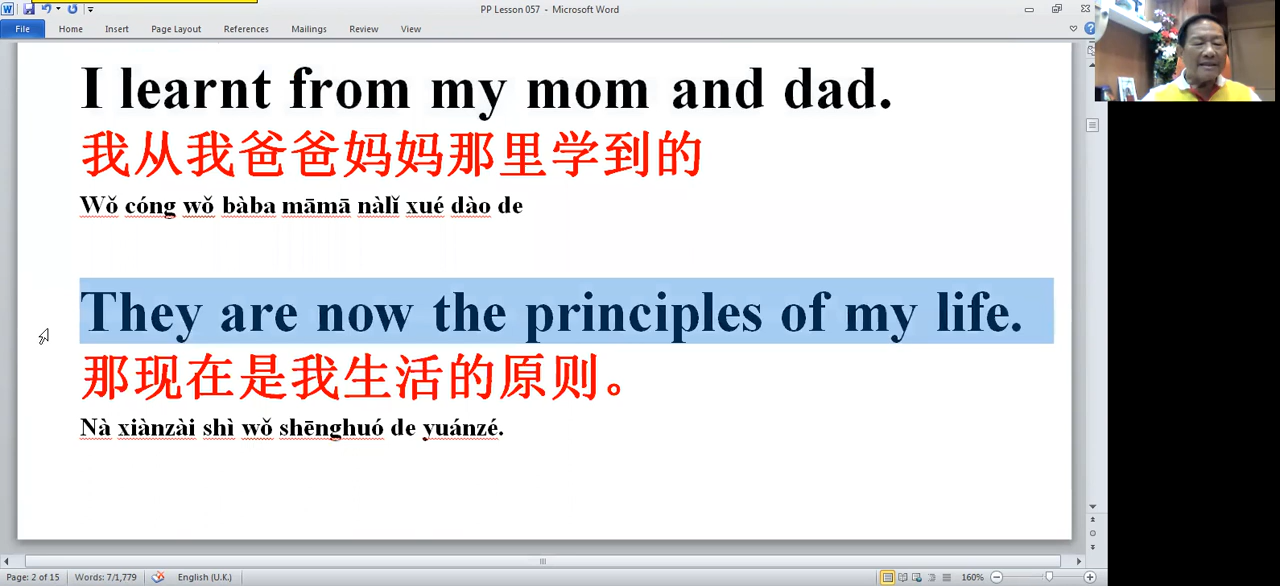 PP Lesson 057 - Microsoft Word
File Home Insert Page Layout References Mailings Review View
I learnt from my mom and dad.
我从我爸爸妈妈那里学到的
Wǒ cóng wǒ bàba māmā nàlǐ xué dào de
They are now the principles of my life.
那现在是我生活的原则。
Nà xiànzài shì wǒ shēnghuó de yuánzé.
Page: 2 of 15 Words: 7/1,779 English (U.K.) 160%